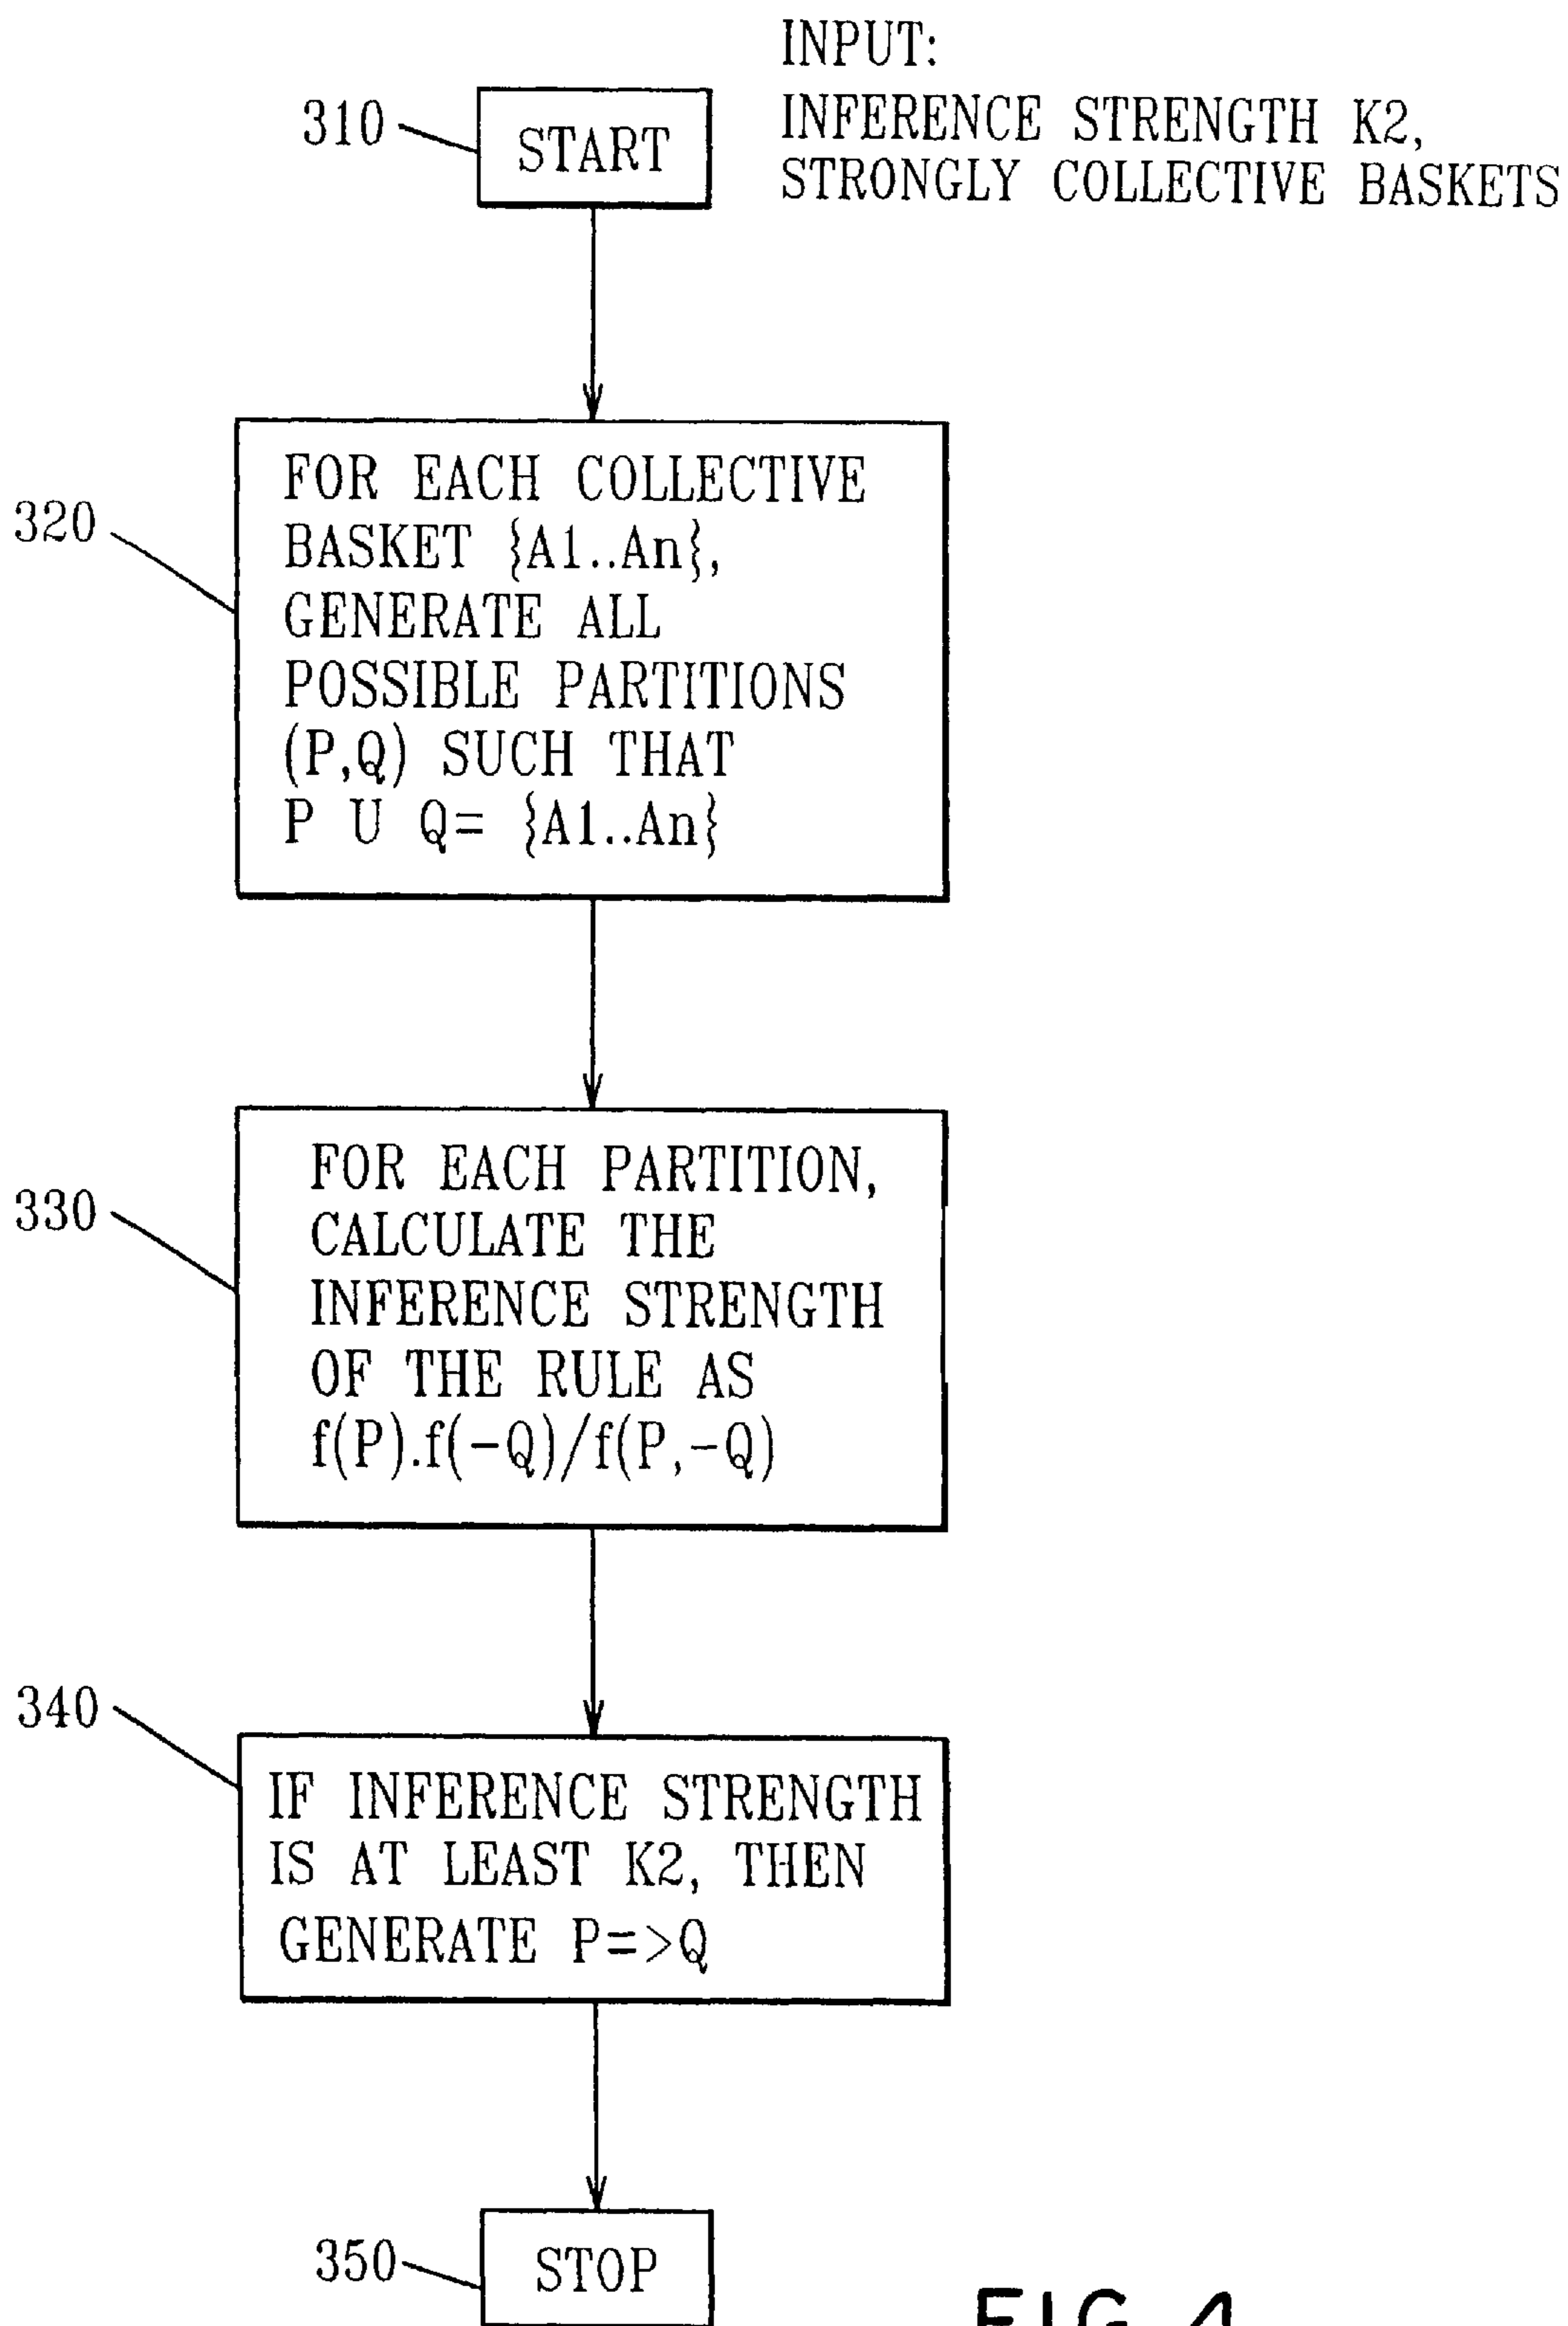 INPUT:
310
START
INFERENCE STRENGTH K2,
STRONGLY COLLECTIVE BASKETS
320
FOR EACH COLLECTIVE
BASKET {A1..An{,
GENERATE ALL
POSSIBLE PARTITIONS
(P,Q) SUCH THAT
P U Q= {A1..An{
330
FOR EACH PARTITION,
CALCULATE THE
INFERENCE STRENGTH
OF THE RULE AS
f(P).f(-Q)/f(P,-Q)
340
IF INFERENCE STRENGTH
IS AT LEAST K2, THEN
GENERATE P=>Q
350
STOP
FIG. 4